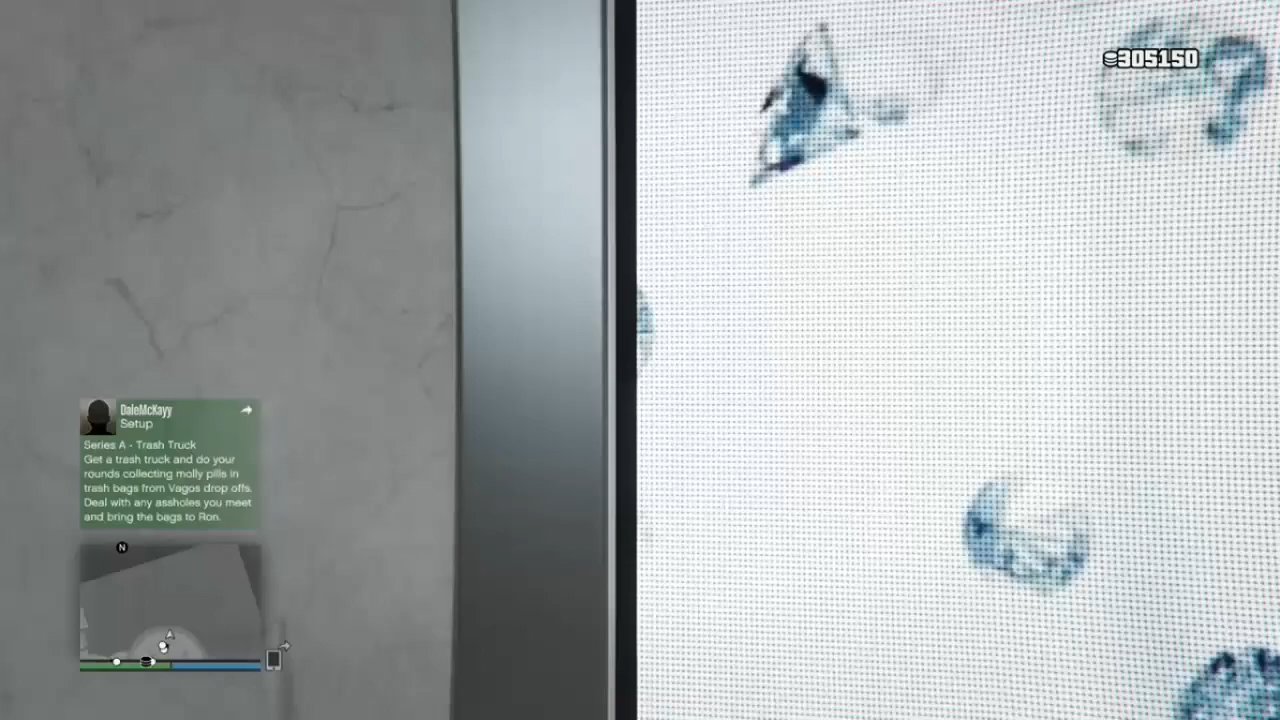 305150
DaleMcKayy
Setup
Series A - Trash Truck
Get a trash truck and do your
rounds collecting molly pills in
trash bags from Vagos drop offs.
Deal with any assholes you meet
and bring the bags to Ron.
N